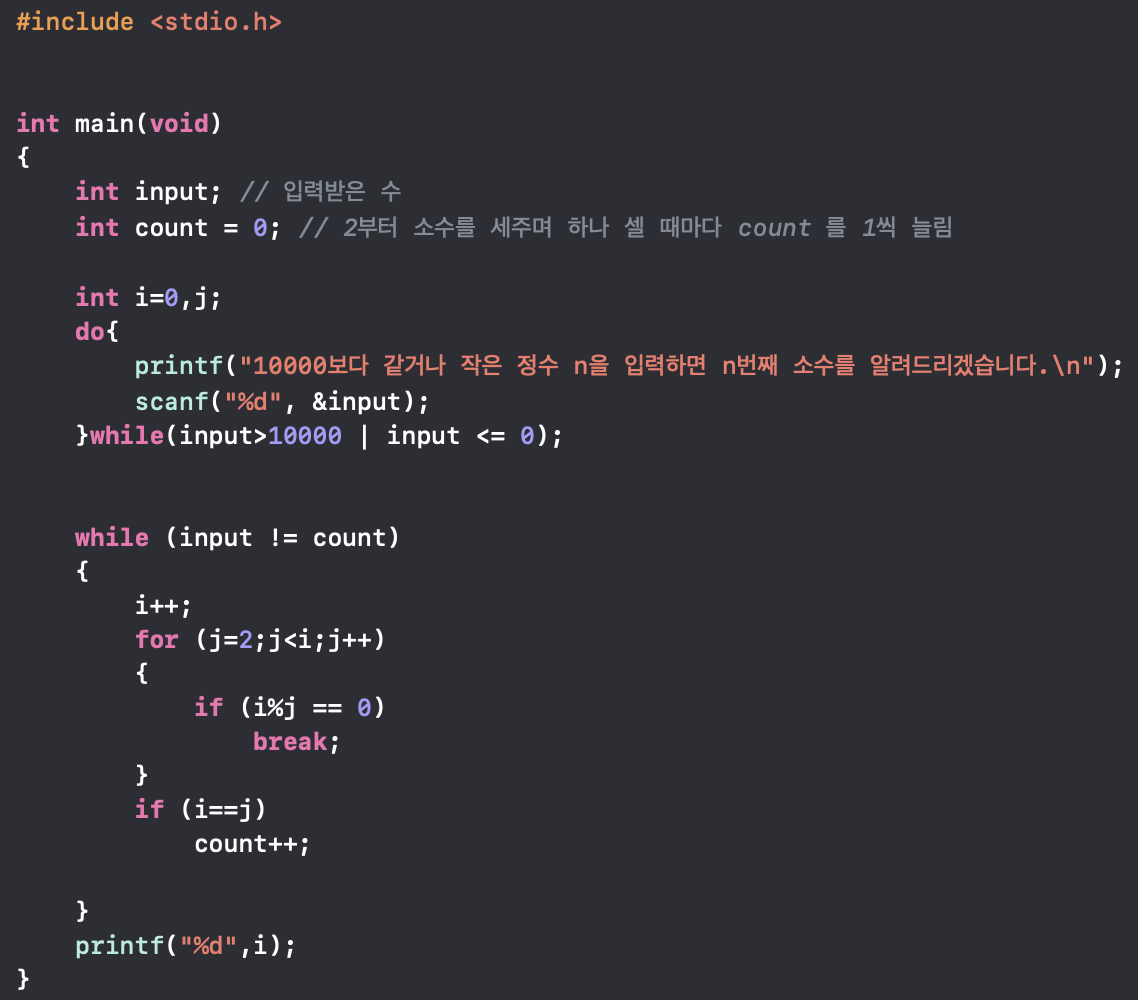 #include <stdio.h>
int main(void)
{
int input; // 입력받은 수
int count = 0; // 2부터 소수를 세주며 하나 셀 때마다 count 를 1씩 늘림
int i=0,j;
do{
printf("10000보다 같거나 작은 정수 n을 입력하면 n번째 소수를 알려드리겠습니다.\n");
scanf("%d", &input);
}while(input>10000 | input <= 0);
while (input != count)
{
i++;
for (j=2;j<i;j++)
{
if (i%j == 0)
break;
}
if (i==j)
count++;
}
printf("%d",i);
}